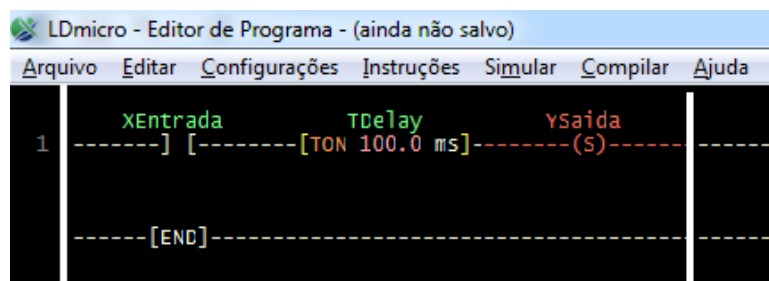 LDmicro - Editor de Programa - (ainda não salvo)
Arquivo Editar Configurações Instruções Simular Compilar Ajuda
XEntrada TDelay YSaida
1 -------] [--------[TON 100.0 ms]--------(S)------- ------
------[END]------------------------------------- ------